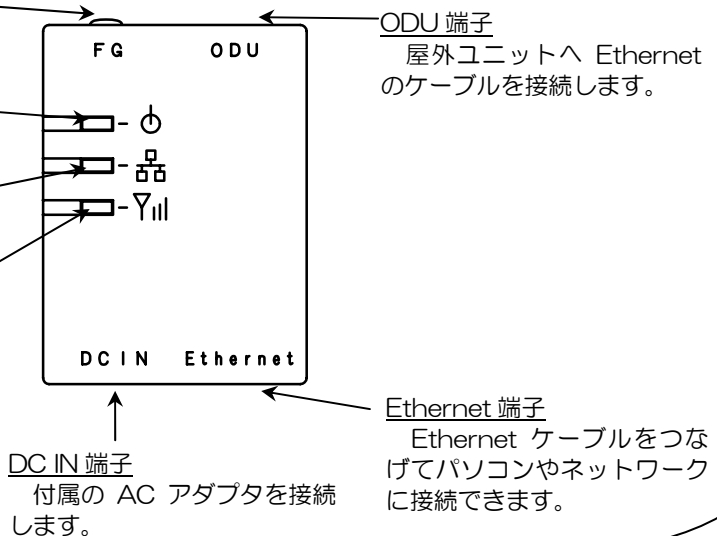 ODU 端子
屋外ユニットへ Ethernet
のケーブルを接続します。
FG ODU
DC IN Ethernet
Ethernet 端子
Ethernet ケーブルをつな
げてパソコンやネットワーク
に接続できます。
DC IN 端子
付属の AC アダプタを接続
します。